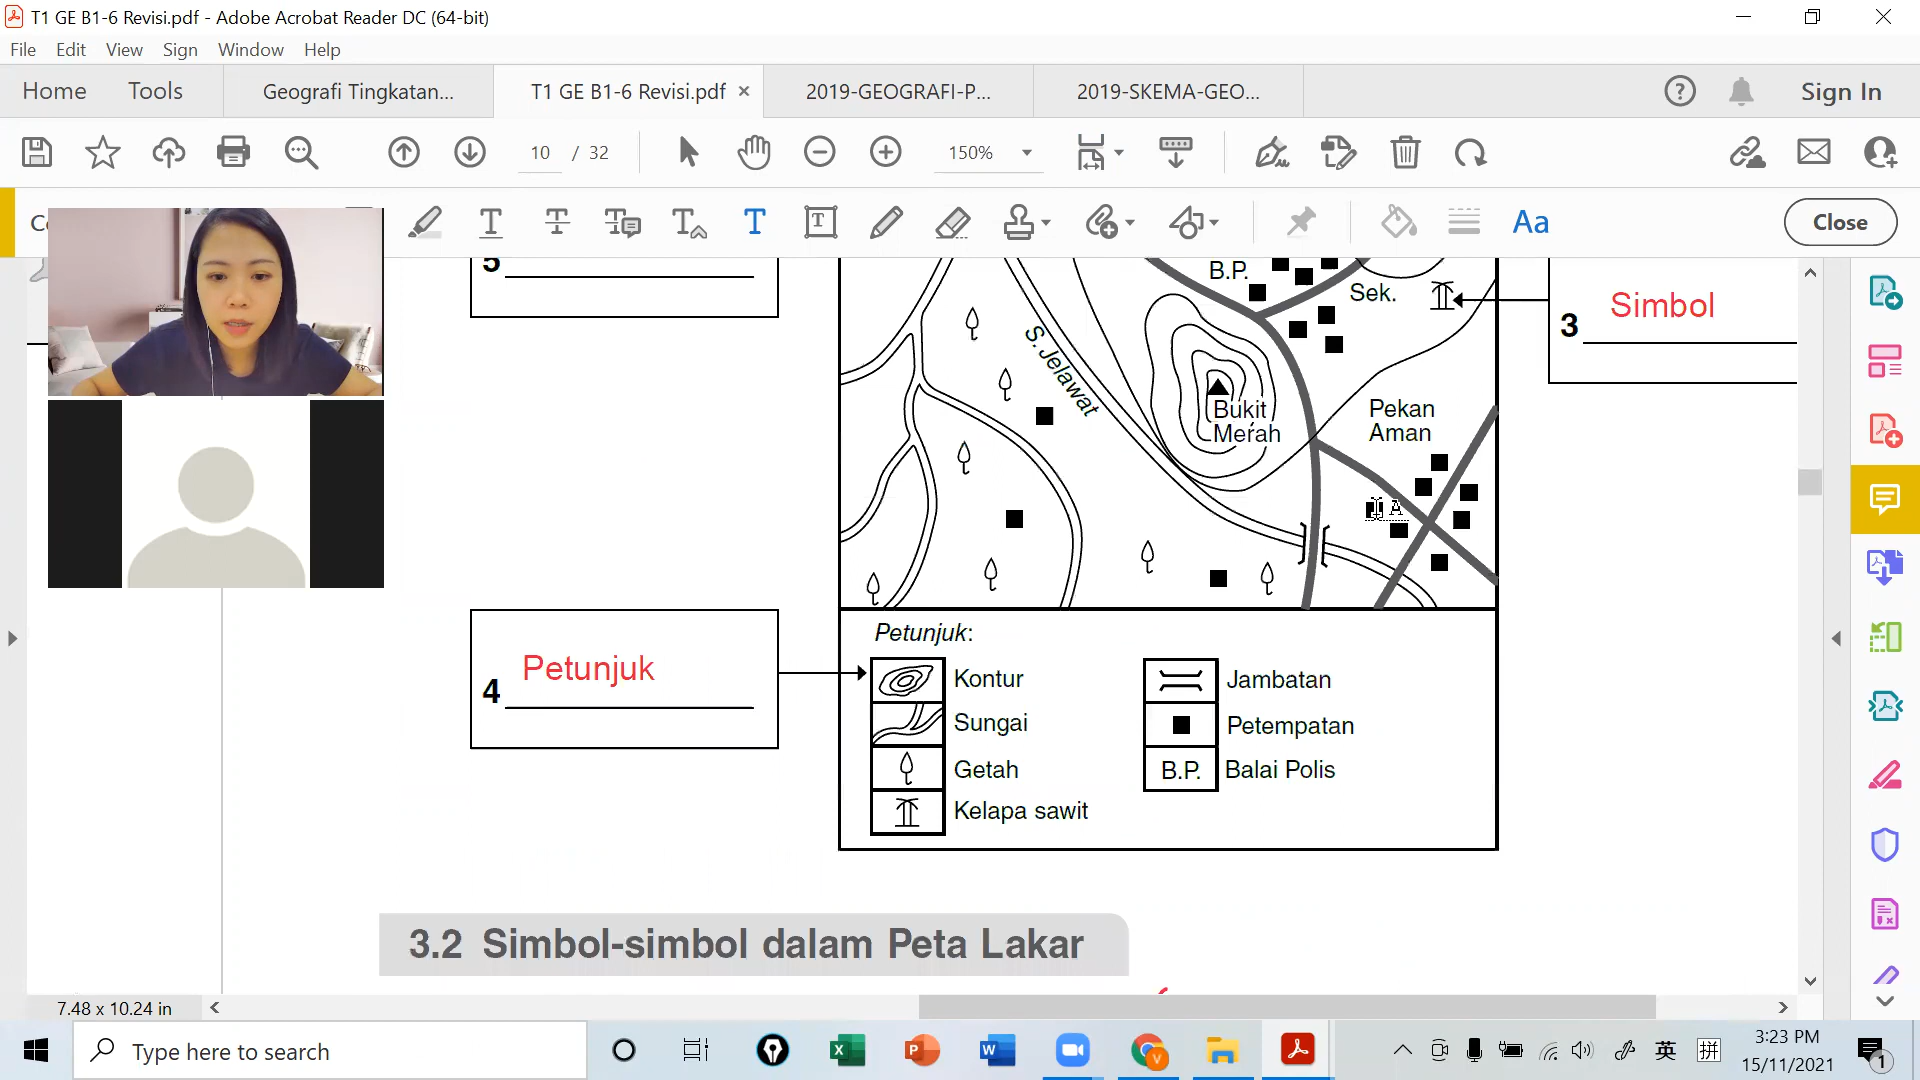 T1 GE B1-6 Revisi.pdf - Adobe Acrobat Reader DC (64-bit)
File Edit View Sign Window Help
Home Tools Geografi Tingkatan... T1 GE B1-6 Revisi.pdf × 2019-GEOGRAFI-P... 2019-SKEMA-GEO... Sign In
10 / 32 150%
Aa Close
5
B.P.
Sek.
Simbol
3
S. Jelawat
Bukit
Merah
Pekan
Aman
A
Petunjuk
4
Petunjuk:
Kontur
Sungai
Getah
Kelapa sawit
Jambatan
Petempatan
B.P. Balai Polis
3.2 Simbol-simbol dalam Peta Lakar
7.48 x 10.24 in
Type here to search
英 拼
3:23 PM
15/11/2021
1